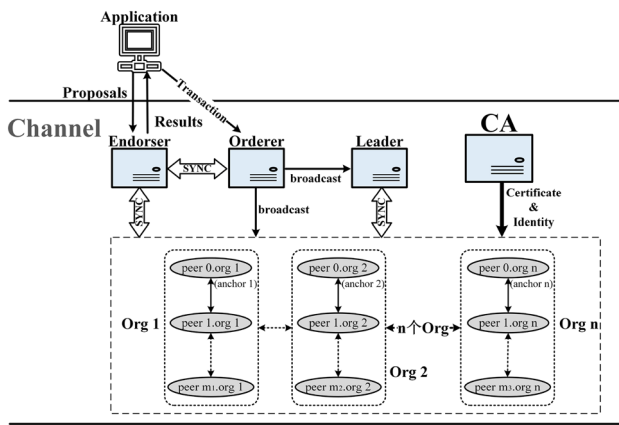 Application
Proposals
Results
Transaction
Channel
Endorser
Orderer
Leader
CA
SYNC
broadcast
Certificate
&
Identity
SYNC
broadcast
SYNC
peer 0.org 1
(anchor 1)
peer 0.org 2
(anchor 2)
peer 0.org n
(anchor n)
Org 1
peer 1.org 1
peer 1.org 2
n个Org
peer 1.org n
Org n
Org 2
peer m₁.org 1
peer m₂.org 2
peer m₃.org n